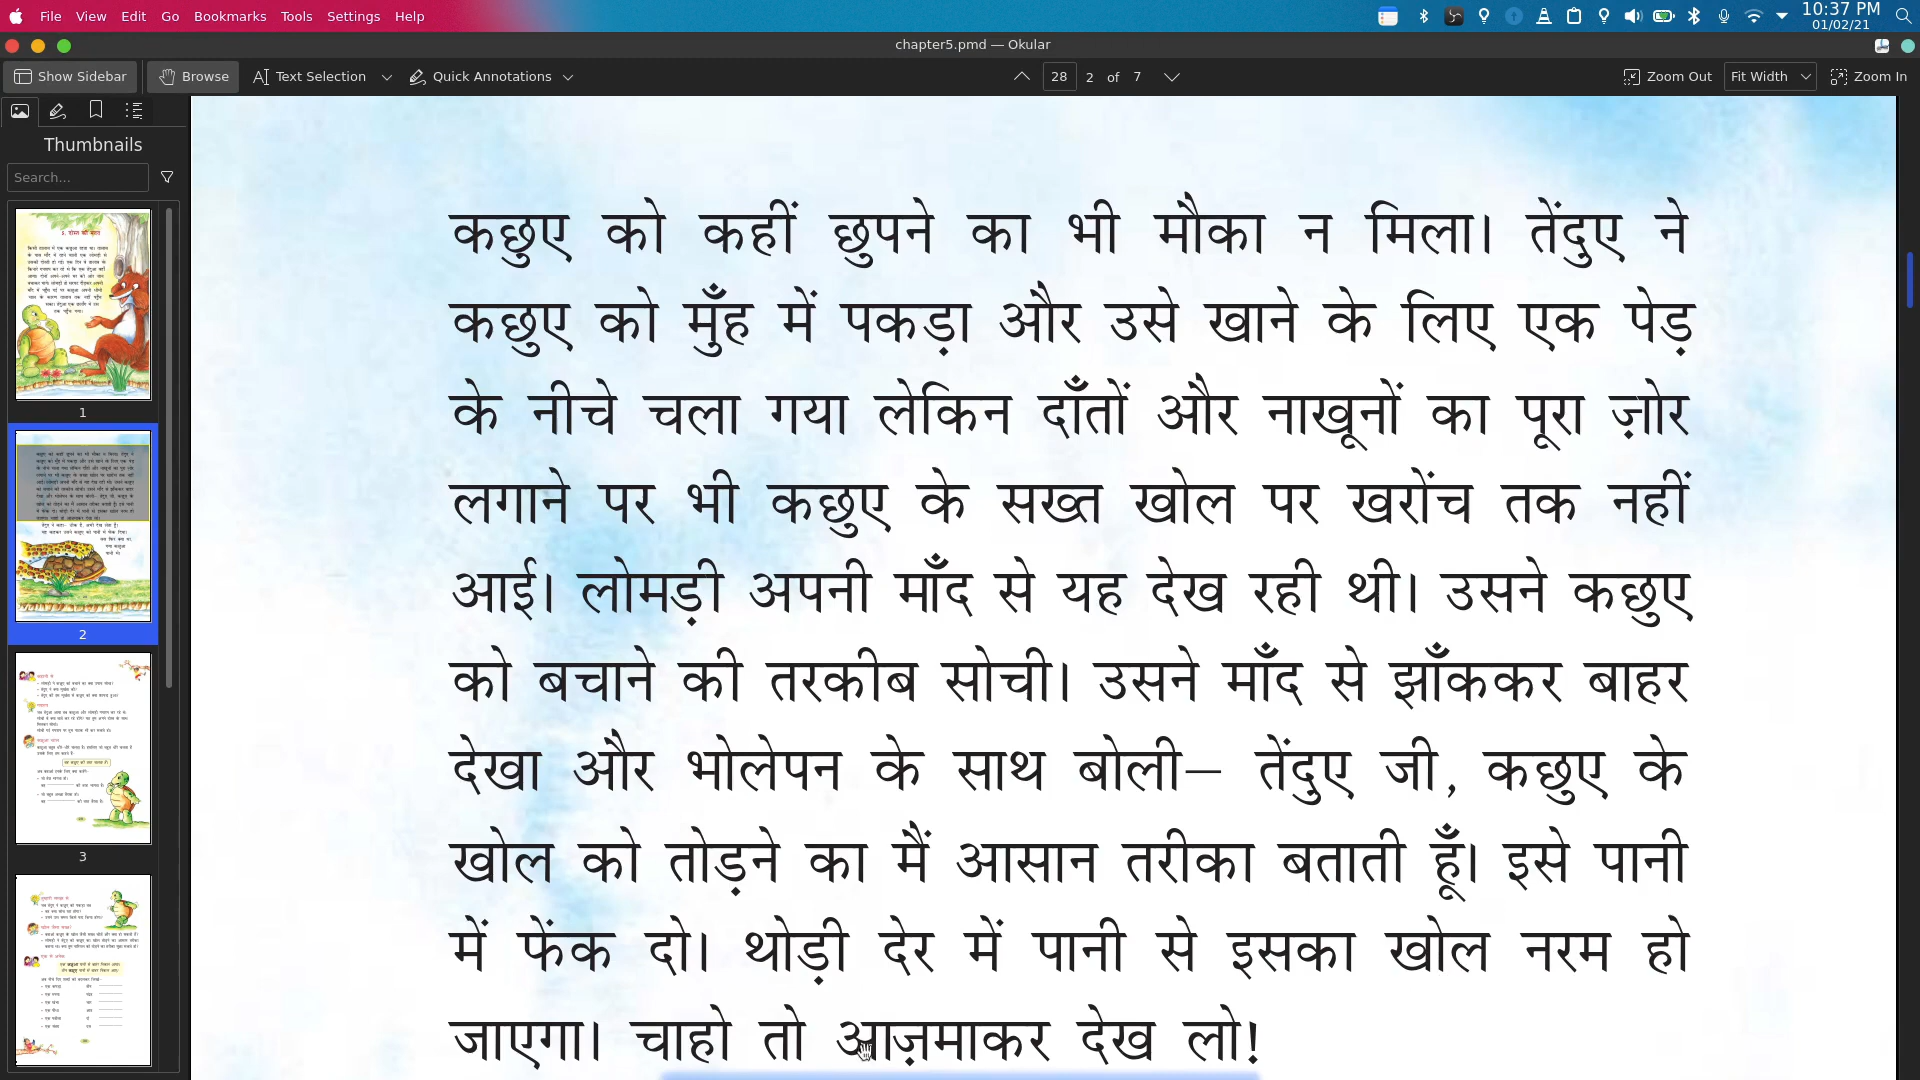 File View Edit Go Bookmarks Tools Settings Help
10:37 PM
01/02/21
chapter5.pmd — Okular
Show Sidebar Browse Text Selection Quick Annotations 28 2 of 7 Zoom Out Fit Width Zoom In
Thumbnails
Search...
1
2
3
कछुए को कहीं छुपने का भी मौका न मिला। तेंदुए ने
कछुए को मुँह में पकड़ा और उसे खाने के लिए एक पेड़
के नीचे चला गया लेकिन दाँतों और नाखूनों का पूरा ज़ोर
लगाने पर भी कछुए के सख्त खोल पर खरोंच तक नहीं
आई। लोमड़ी अपनी माँद से यह देख रही थी। उसने कछुए
को बचाने की तरकीब सोची। उसने माँद से झाँककर बाहर
देखा और भोलेपन के साथ बोली– तेंदुए जी, कछुए के
खोल को तोड़ने का मैं आसान तरीका बताती हूँ। इसे पानी
में फेंक दो। थोड़ी देर में पानी से इसका खोल नरम हो
जाएगा। चाहो तो आज़माकर देख लो!